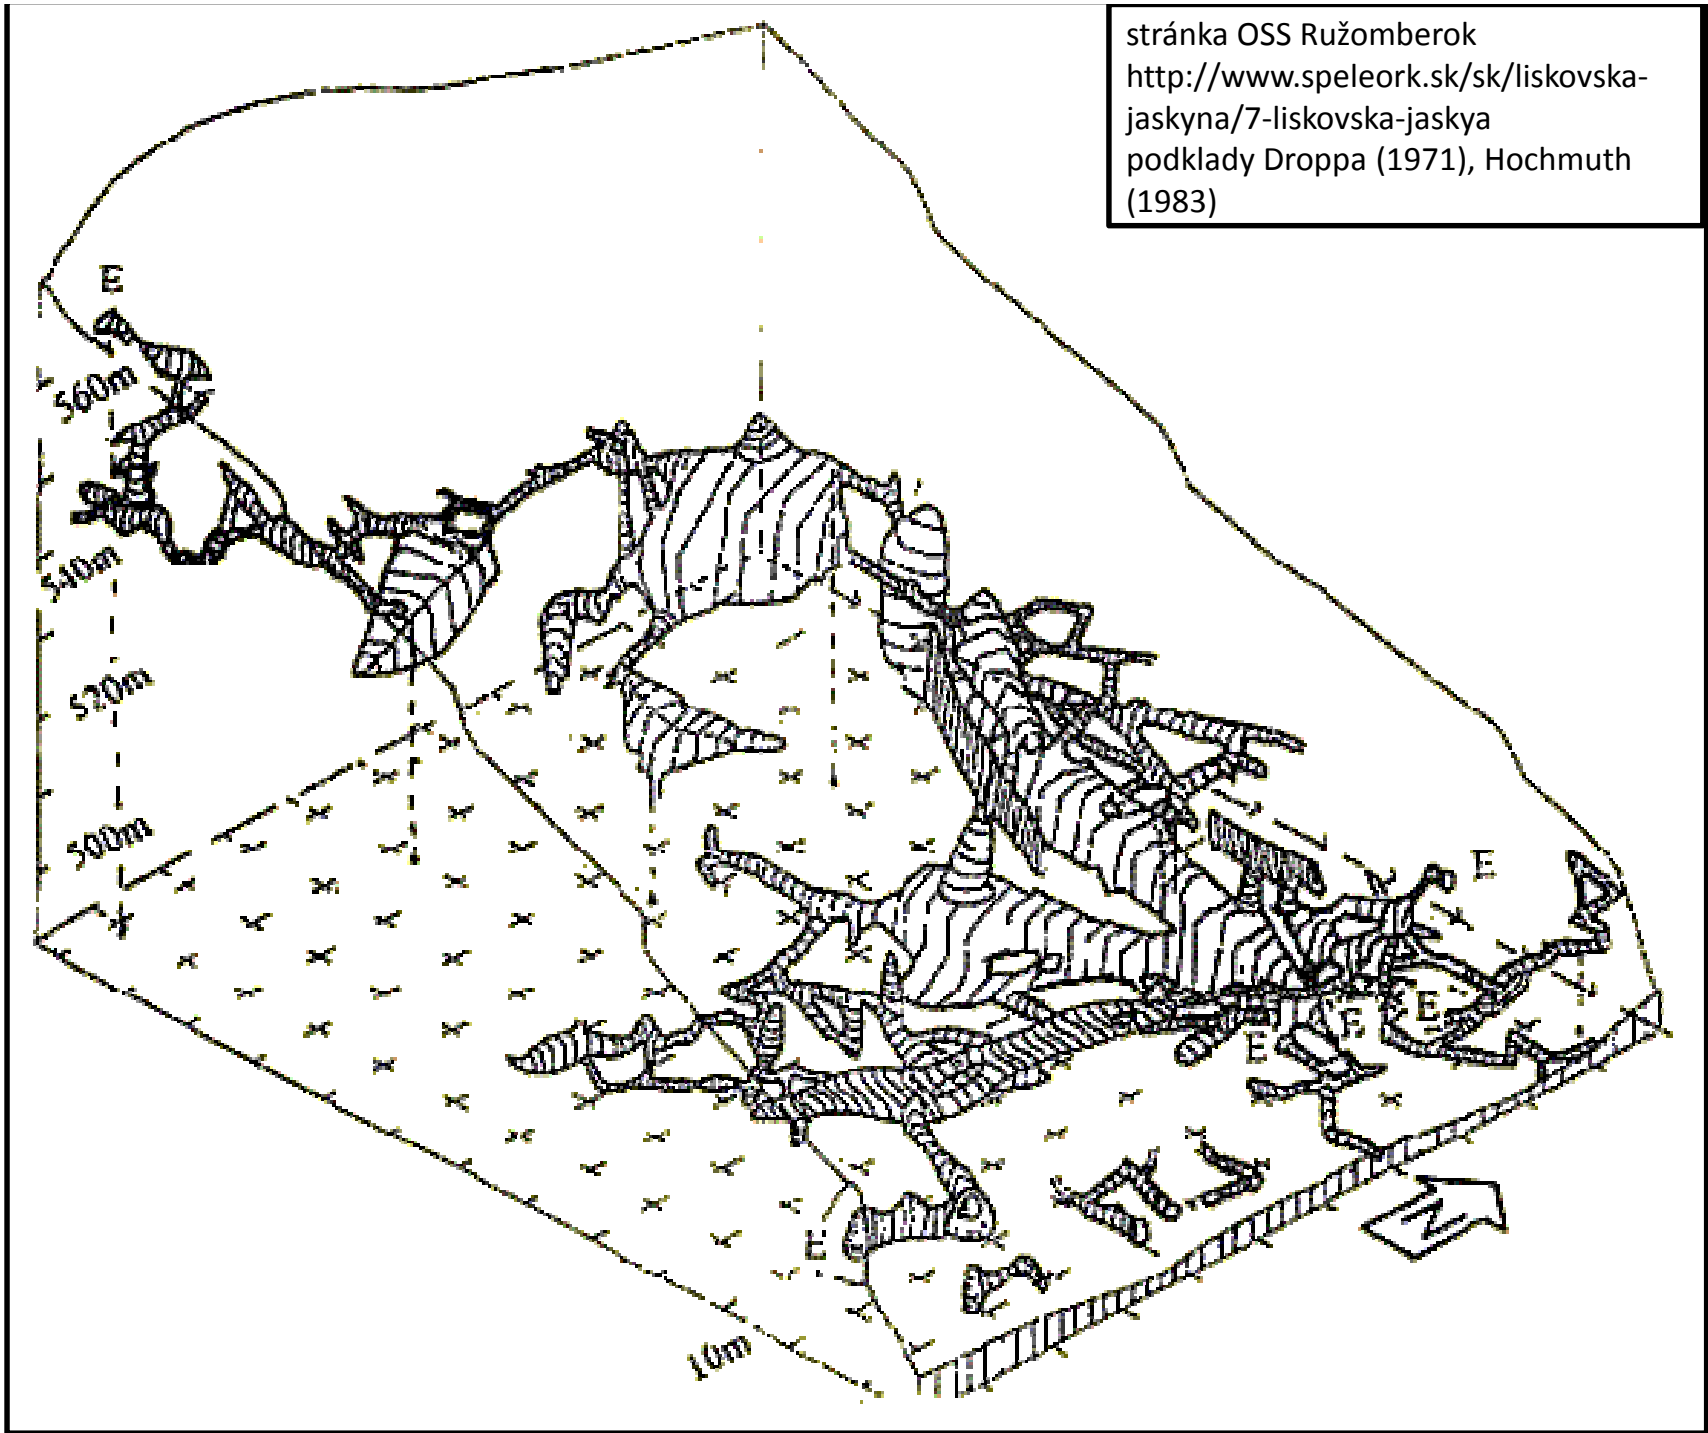 stránka OSS Ružomberok
http://www.speleork.sk/sk/liskovska-
jaskyna/7-liskovska-jaskya
podklady Droppa (1971), Hochmuth
(1983)
E
560m
540m
520m
500m
E
E
E
E
E
N
10m